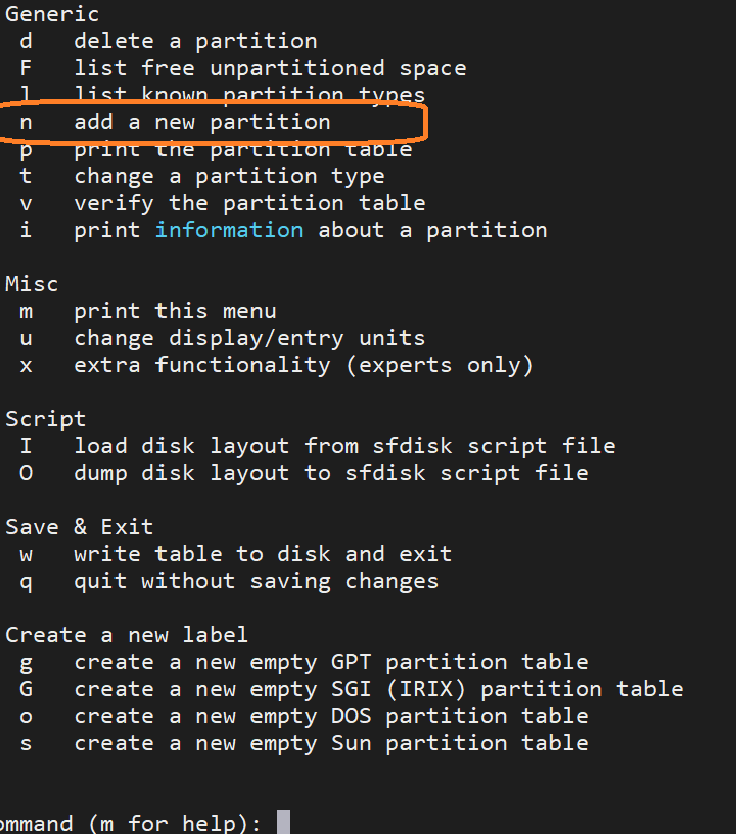 Generic
d delete a partition
F list free unpartitioned space
l list known partition types
n add a new partition
p print the partition table
t change a partition type
v verify the partition table
i print information about a partition
Misc
m print this menu
u change display/entry units
x extra functionality (experts only)
Script
I load disk layout from sfdisk script file
O dump disk layout to sfdisk script file
Save & Exit
w write table to disk and exit
q quit without saving changes
Create a new label
g create a new empty GPT partition table
G create a new empty SGI (IRIX) partition table
o create a new empty DOS partition table
s create a new empty Sun partition table
ommand (m for help):